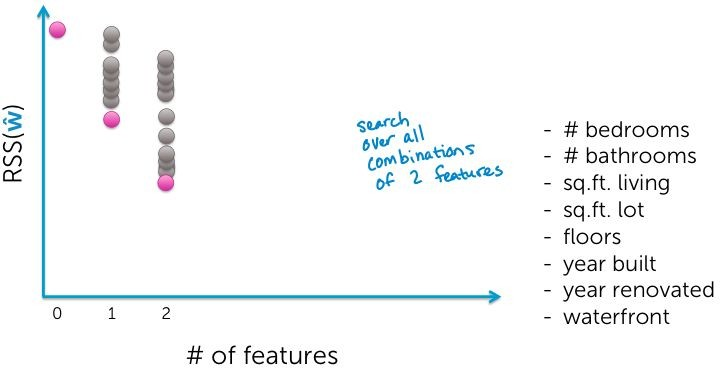 RSS(ŵ)
search
over all
combinations
of 2 features
- # bedrooms
- # bathrooms
- sq.ft. living
- sq.ft. lot
- floors
- year built
- year renovated
- waterfront
0 1 2
# of features